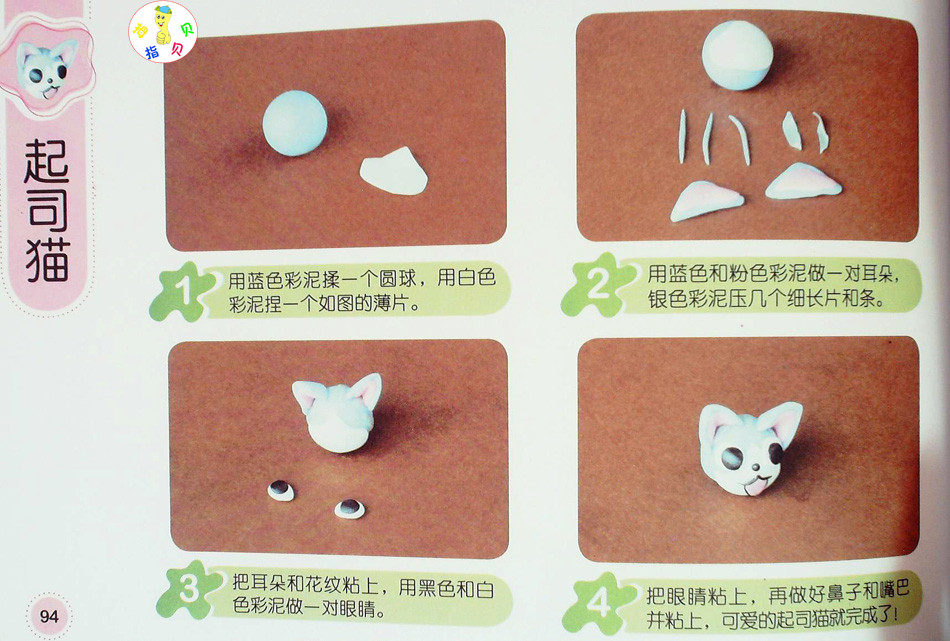 指指贝贝
起司猫
1
用蓝色彩泥揉一个圆球，用白色
彩泥捏一个如图的薄片。
2
用蓝色和粉色彩泥做一对耳朵，
银色彩泥压几个细长片和条。
3
把耳朵和花纹粘上，用黑色和白
色彩泥做一对眼睛。
4
把眼睛粘上，再做好鼻子和嘴巴
并粘上，可爱的起司猫就完成了！
94